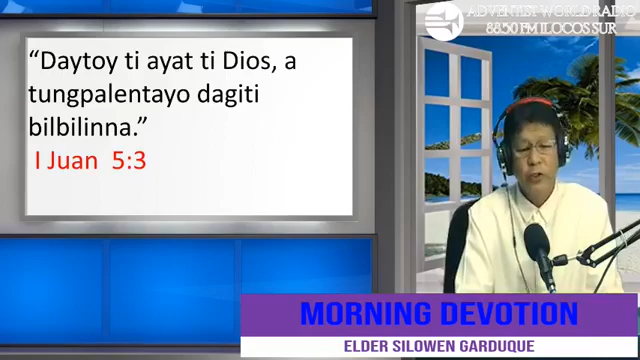 “Daytoy ti ayat ti Dios, a
tungpalentayo dagiti
bilbilinna.”
I Juan 5:3
ADVENTIST WORLD RADIO
88.50 FM ILOCOS SUR
MORNING DEVOTION
ELDER SILOWEN GARDUQUE